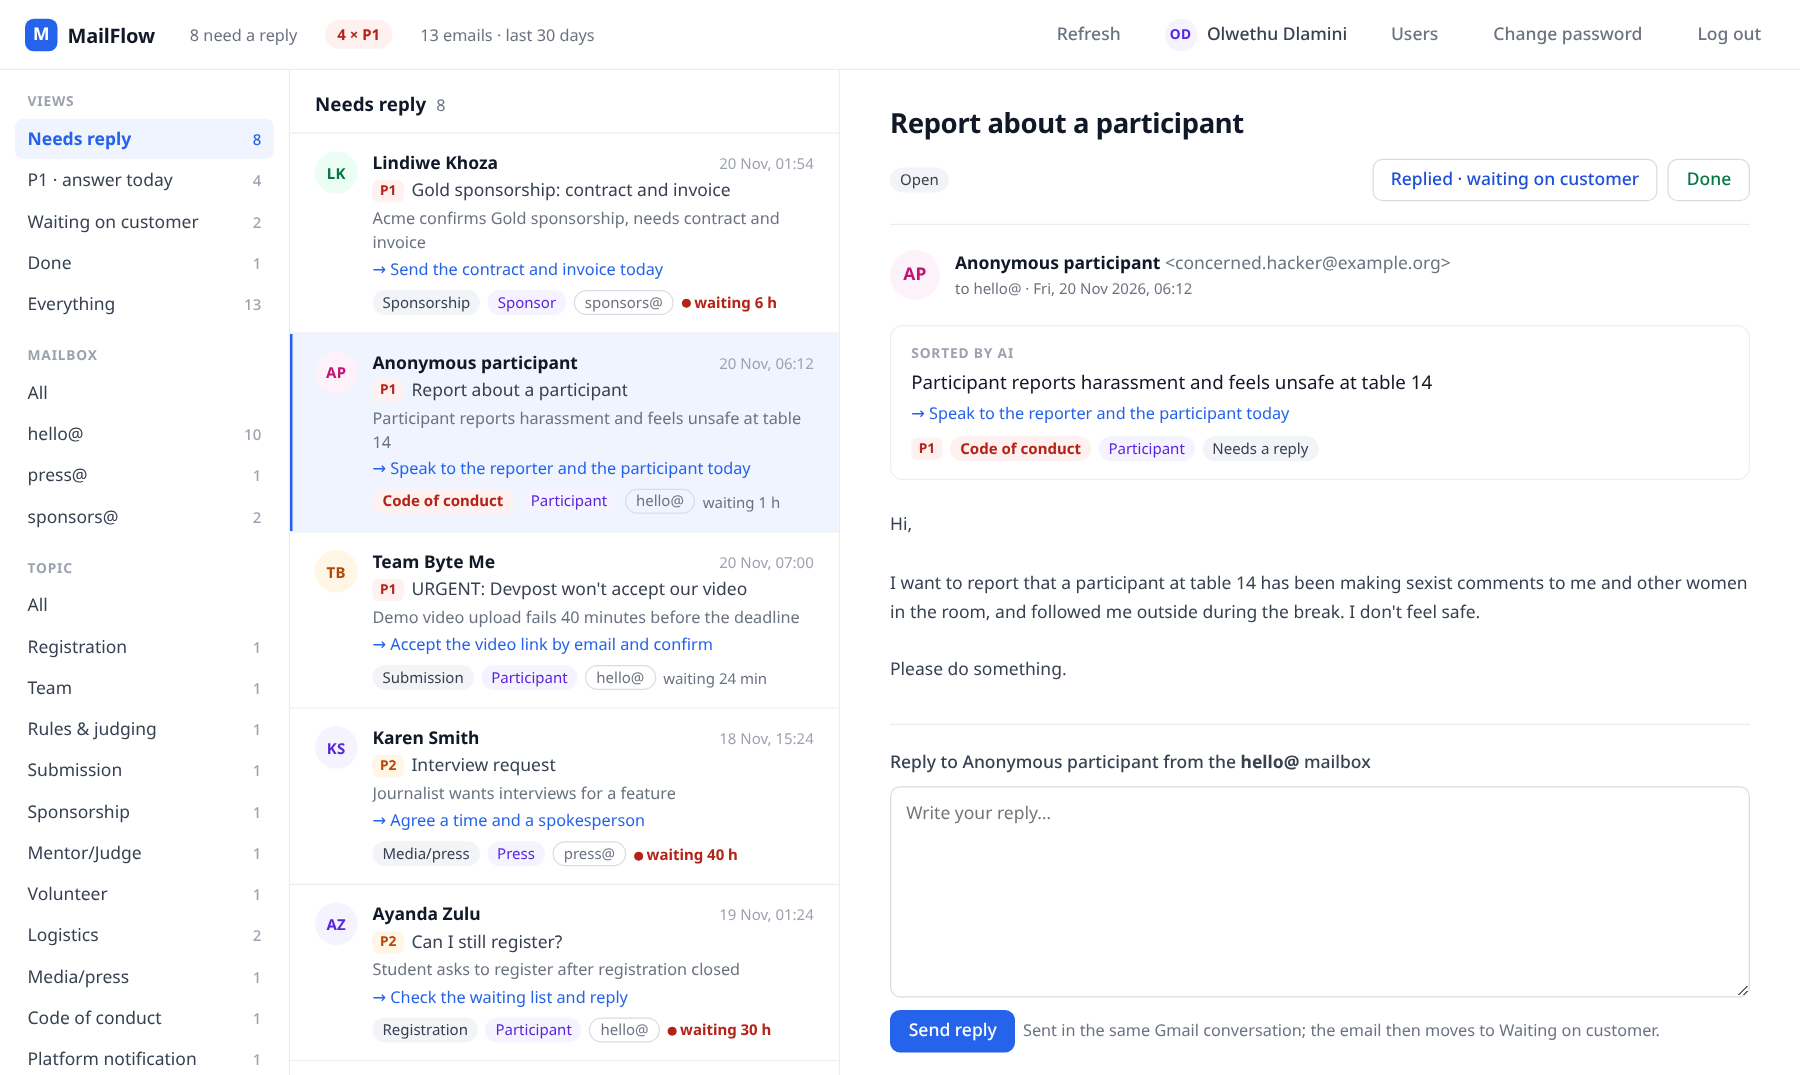 M MailFlow 8 need a reply 4 × P1 13 emails · last 30 days Refresh OD Olwethu Dlamini Users Change password Log out
VIEWS
Needs reply 8
P1 · answer today 4
Waiting on customer 2
Done 1
Everything 13
MAILBOX
All
hello@ 10
press@ 1
sponsors@ 2
TOPIC
All
Registration 1
Team 1
Rules & judging 1
Submission 1
Sponsorship 1
Mentor/Judge 1
Volunteer 1
Logistics 2
Media/press 1
Code of conduct 1
Platform notification 1
Needs reply 8
LK Lindiwe Khoza 20 Nov, 01:54
P1 Gold sponsorship: contract and invoice
Acme confirms Gold sponsorship, needs contract and
invoice
→ Send the contract and invoice today
Sponsorship Sponsor sponsors@ ● waiting 6 h
AP Anonymous participant 20 Nov, 06:12
P1 Report about a participant
Participant reports harassment and feels unsafe at table
14
→ Speak to the reporter and the participant today
Code of conduct Participant hello@ waiting 1 h
TB Team Byte Me 20 Nov, 07:00
P1 URGENT: Devpost won't accept our video
Demo video upload fails 40 minutes before the deadline
→ Accept the video link by email and confirm
Submission Participant hello@ waiting 24 min
KS Karen Smith 18 Nov, 15:24
P2 Interview request
Journalist wants interviews for a feature
→ Agree a time and a spokesperson
Media/press Press press@ ● waiting 40 h
AZ Ayanda Zulu 19 Nov, 01:24
P2 Can I still register?
Student asks to register after registration closed
→ Check the waiting list and reply
Registration Participant hello@ ● waiting 30 h
Report about a participant
Open Replied · waiting on customer Done
AP Anonymous participant <concerned.hacker@example.org>
to hello@ · Fri, 20 Nov 2026, 06:12
SORTED BY AI
Participant reports harassment and feels unsafe at table 14
→ Speak to the reporter and the participant today
P1 Code of conduct Participant Needs a reply
Hi,
I want to report that a participant at table 14 has been making sexist comments to me and other women
in the room, and followed me outside during the break. I don't feel safe.
Please do something.
Reply to Anonymous participant from the hello@ mailbox
Write your reply...
Send reply Sent in the same Gmail conversation; the email then moves to Waiting on customer.